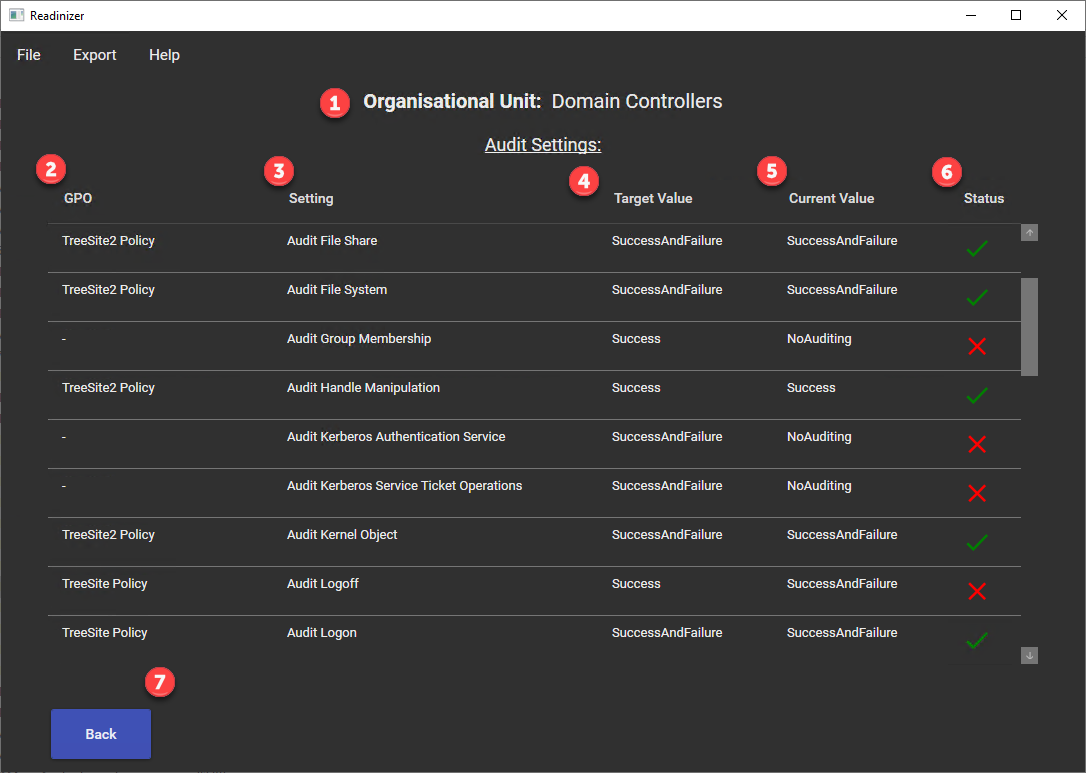 Readinizer
File Export Help
1 Organisational Unit: Domain Controllers
Audit Settings:
2 3 4 5 6
GPO Setting Target Value Current Value Status
TreeSite2 Policy Audit File Share SuccessAndFailure SuccessAndFailure
TreeSite2 Policy Audit File System SuccessAndFailure SuccessAndFailure
- Audit Group Membership Success NoAuditing
TreeSite2 Policy Audit Handle Manipulation Success Success
- Audit Kerberos Authentication Service SuccessAndFailure NoAuditing
- Audit Kerberos Service Ticket Operations SuccessAndFailure NoAuditing
TreeSite2 Policy Audit Kernel Object SuccessAndFailure SuccessAndFailure
TreeSite Policy Audit Logoff Success SuccessAndFailure
TreeSite Policy Audit Logon SuccessAndFailure SuccessAndFailure
7
Back